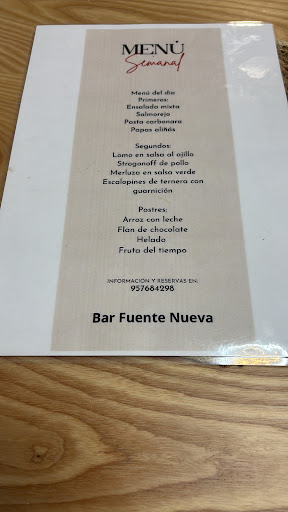 MENÚ
Semanal
Menú del dia
Primeros:
Ensalada mixta
Salmorejo
Pasta carbonara
Papas aliñás
Segundos:
Lomo en salsa al ajillo
Stroganoff de pollo
Merluza en salsa verde
Escalopines de ternera con
guarnición
Postres:
Arroz con leche
Flan de chocolate
Helado
Fruta del tiempo
INFORMACIÓN Y RESERVAS EN:
957684298
Bar Fuente Nueva